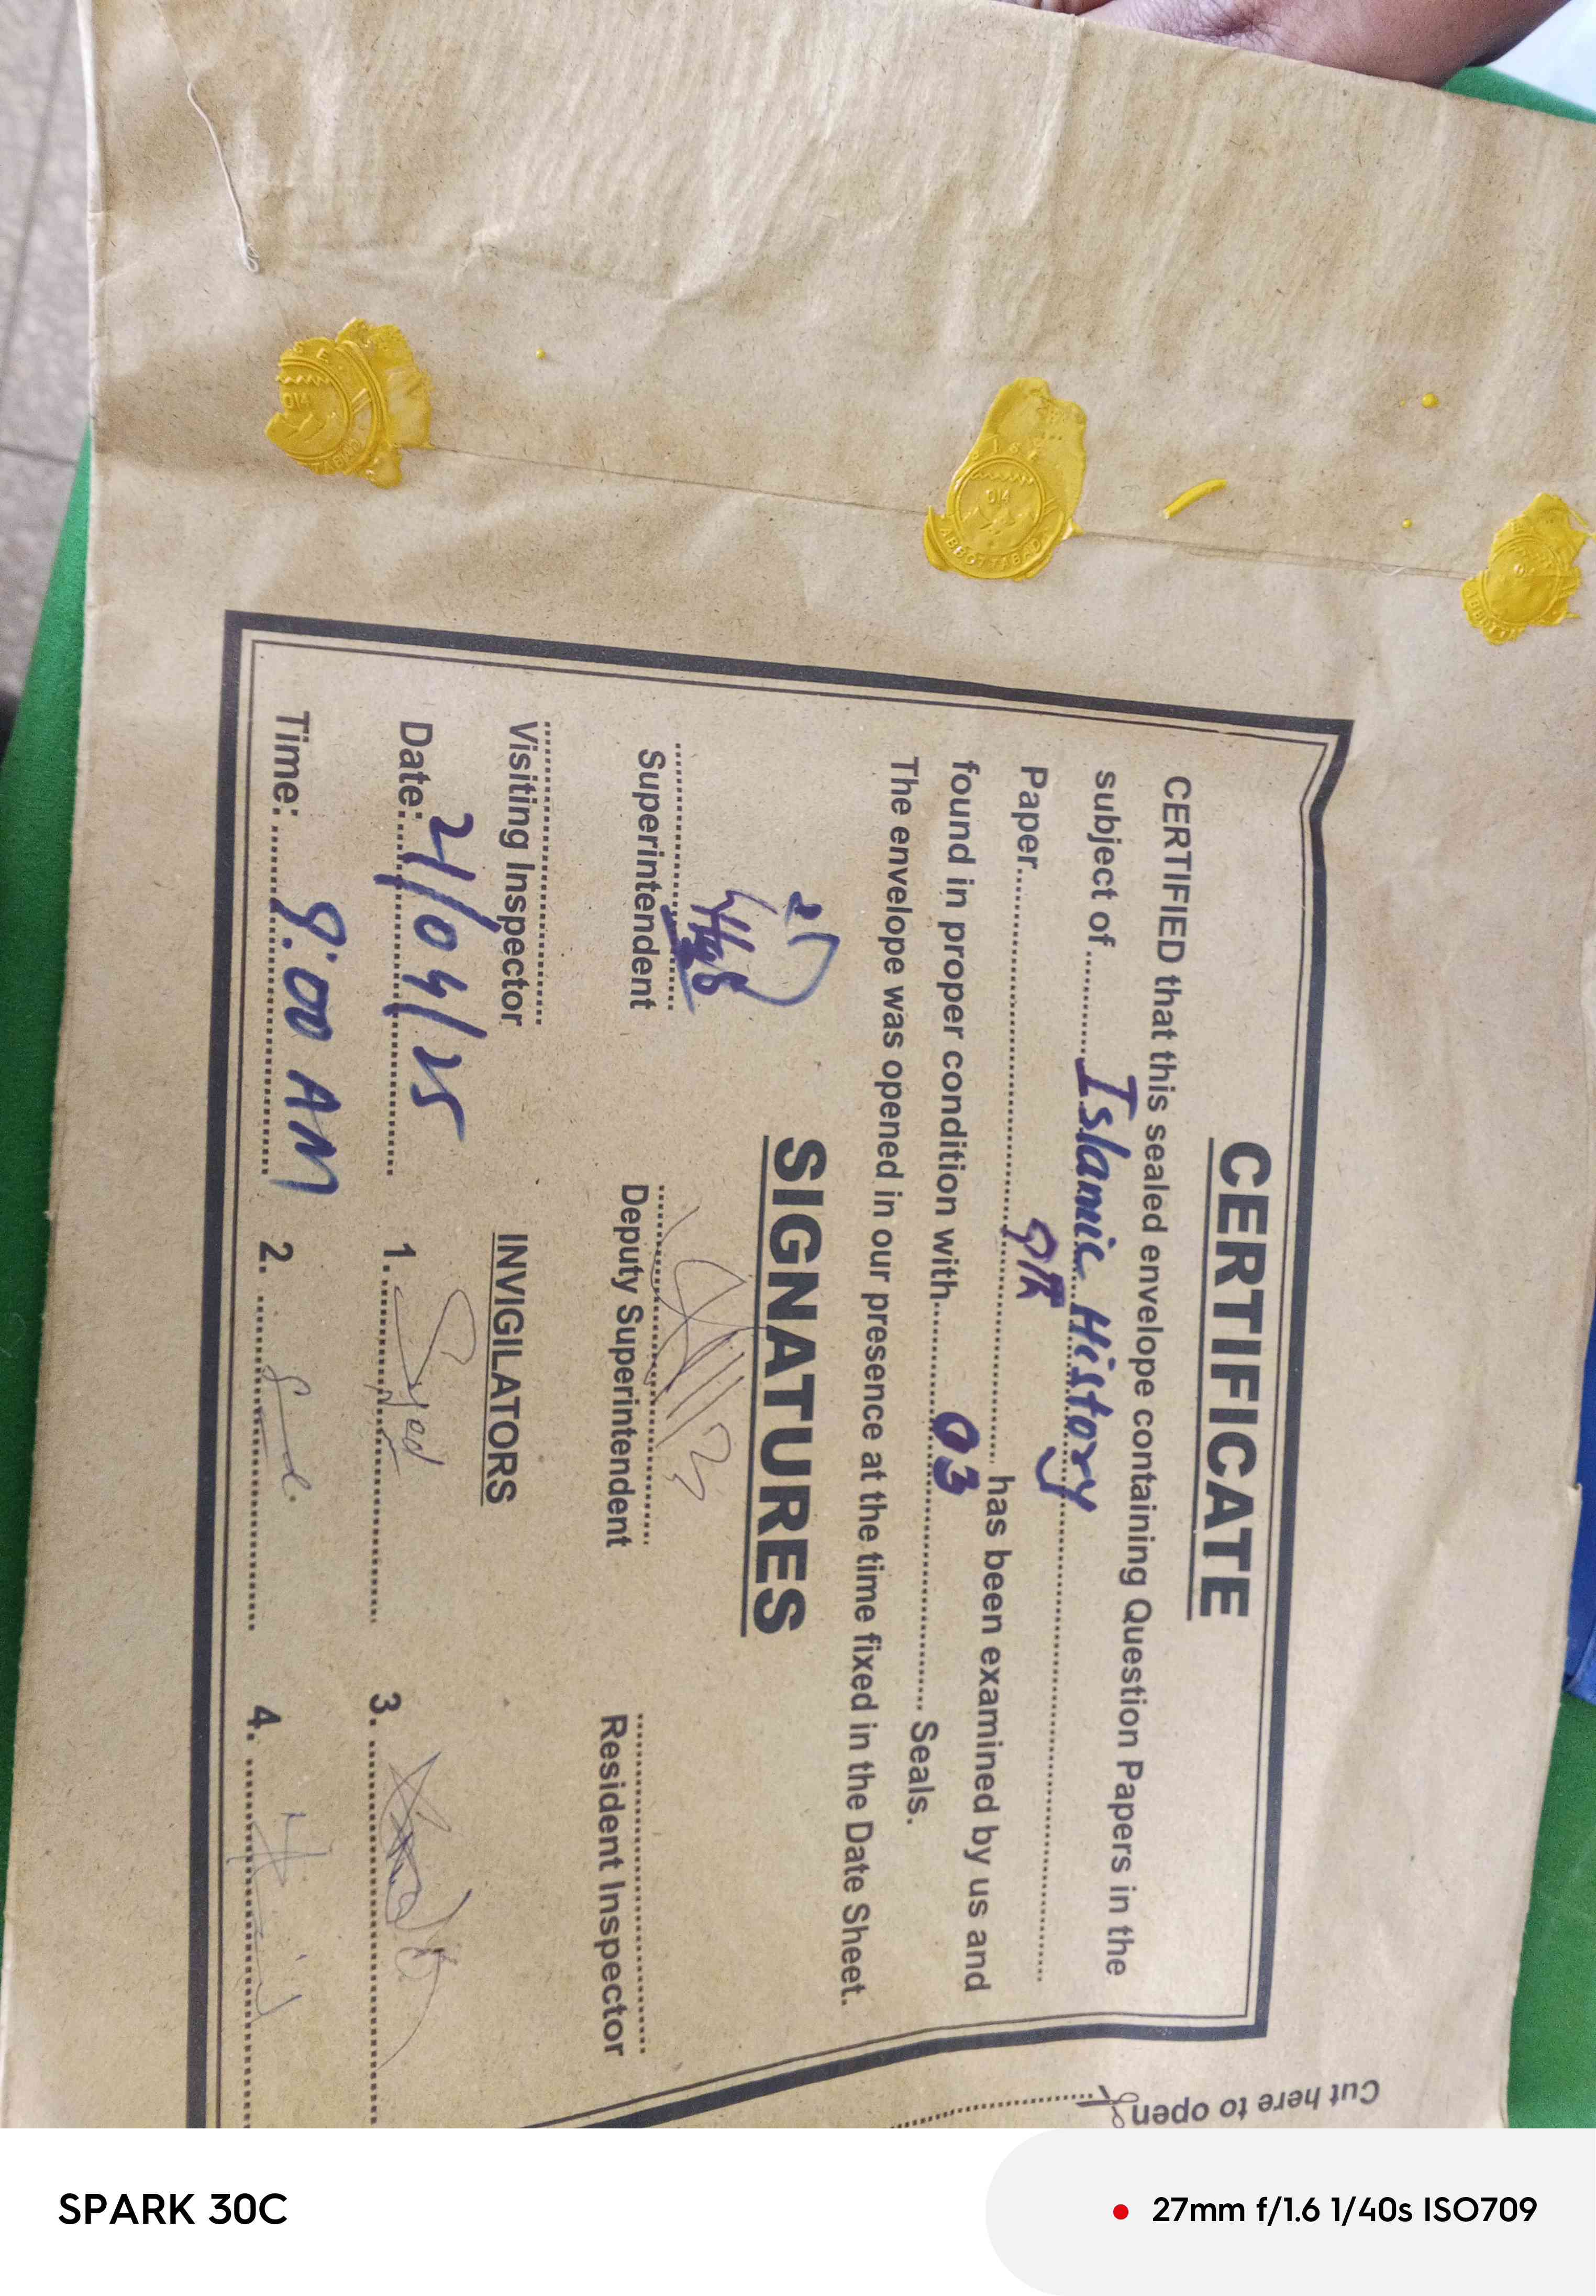 CERTIFICATE
CERTIFIED that this sealed envelope containing Question Papers in the
subject of Islamic History
Paper 9th has been examined by us and
found in proper condition with 03 Seals.
The envelope was opened in our presence at the time fixed in the Date Sheet.
SIGNATURES
Superintendent Deputy Superintendent Resident Inspector
Visiting Inspector INVIGILATORS
Date: 21/04/25 1. Syed 3.
Time: 9:00 AM 2. 4.
Cut here to open
014
ABBOTTABAD
SPARK 30C
27mm f/1.6 1/40s ISO709